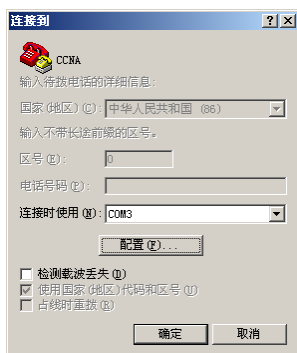 连接到
CCNA
输入待拨电话的详细信息:
国家(地区)(C): 中华人民共和国 (86)
输入不带长途前缀的区号。
区号(E): 0
电话号码(P):
连接时使用(N): COM3
配置(F)...
检测载波丢失(D)
使用国家(地区)代码和区号(U)
占线时重拨(R)
确定 取消